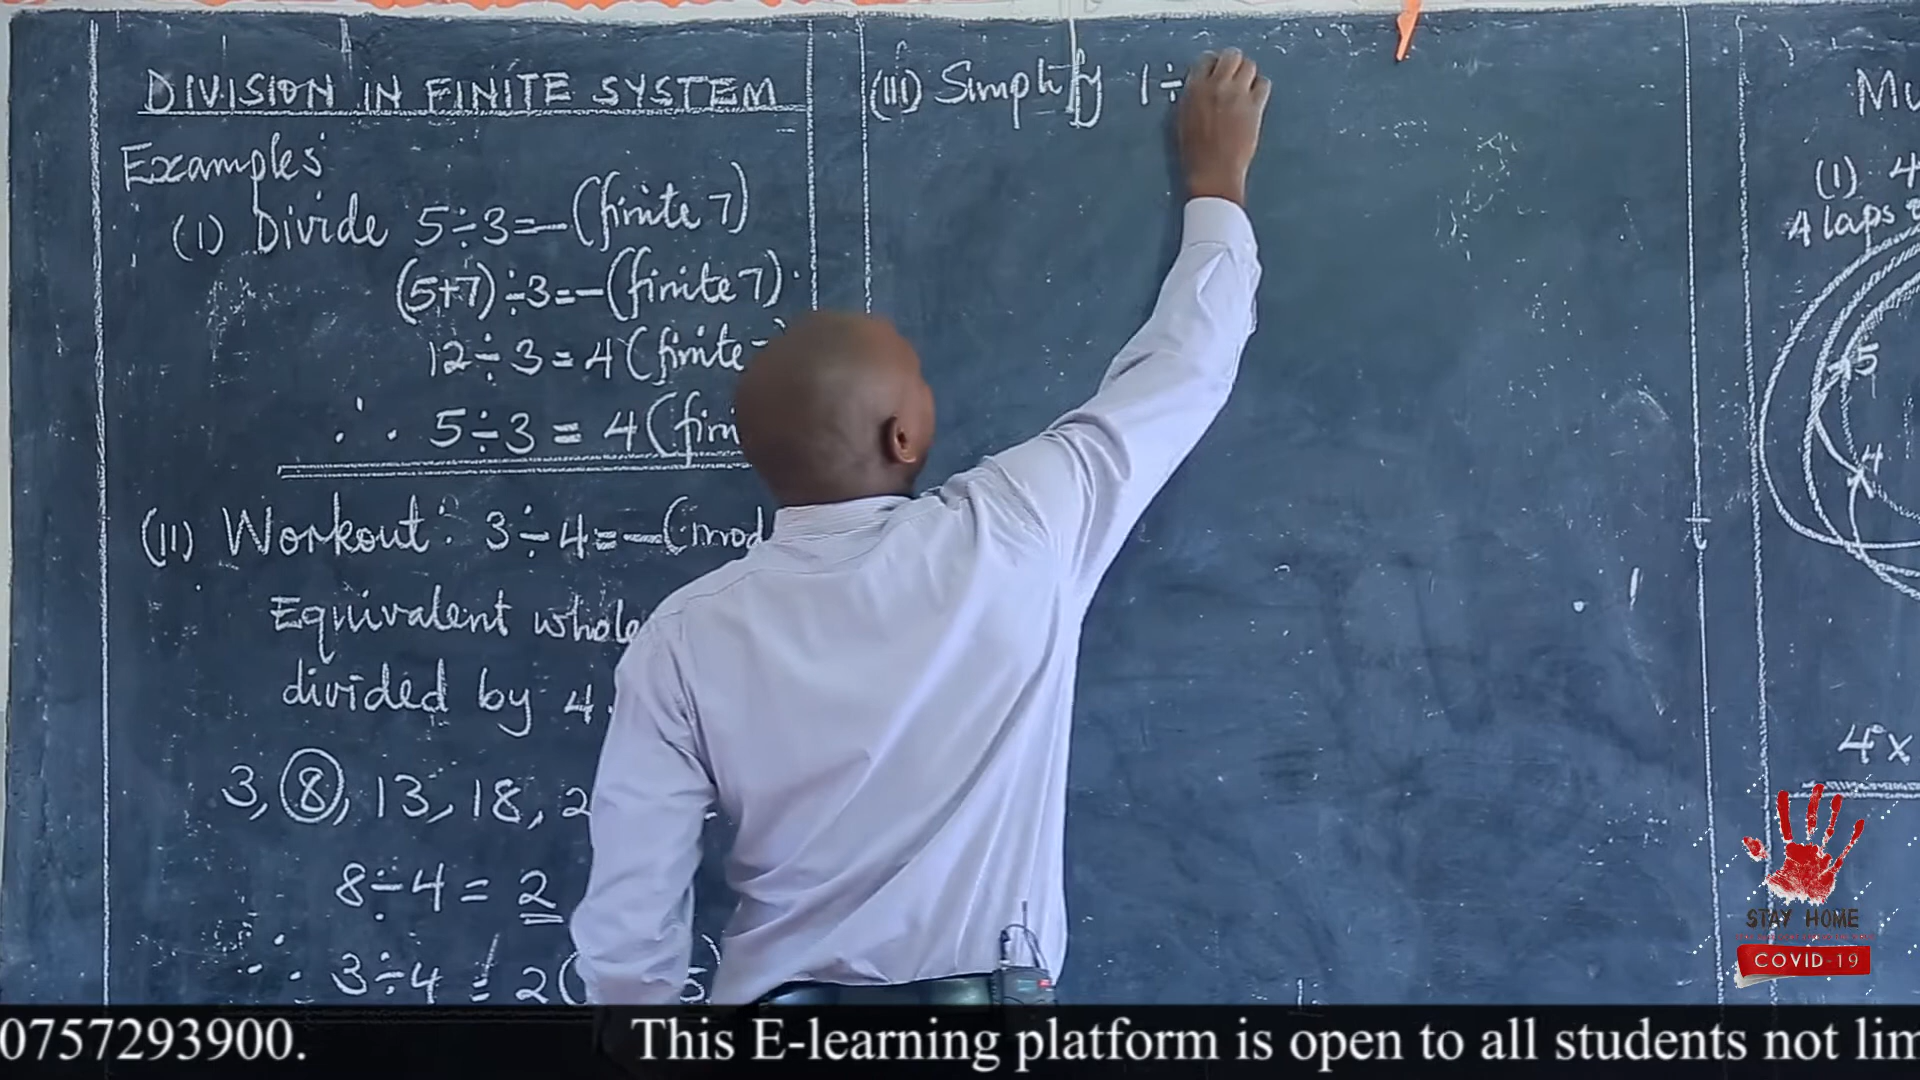 DIVISION IN FINITE SYSTEM
Examples
(I) Divide 5÷3=—(finite 7)
(5+7)÷3=—(finite 7).
12÷3=4(finite
∴ 5÷3=4(fin
(II) Workout: 3÷4=—(mod
Equivalent whole
divided by 4.
3, 8, 13, 18, 2
8÷4=2
∴ 3÷4=2( 5)
(III) Simplify 1÷
Mu
(I) 4
4 laps
5
4
4×
STAY HOME
COVID-19
0757293900. This E-learning platform is open to all students not lim